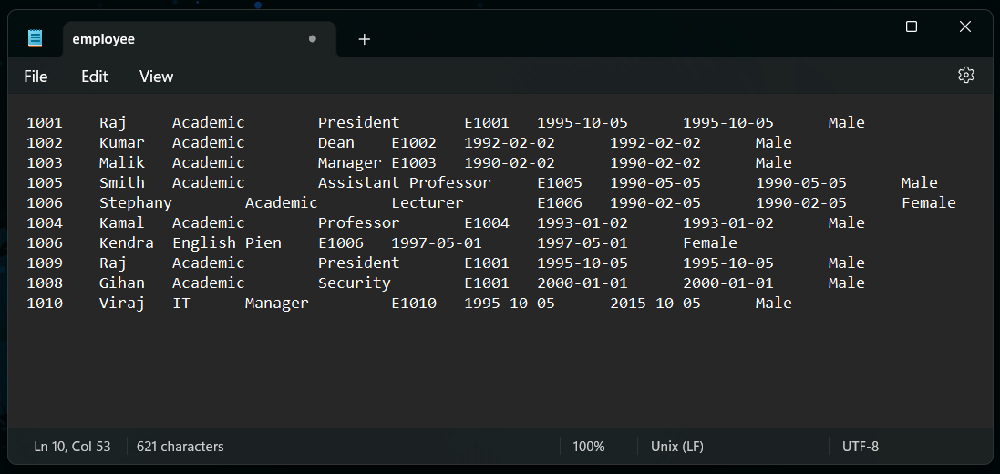 employee
File Edit View
1001 Raj Academic President E1001 1995-10-05 1995-10-05 Male
1002 Kumar Academic Dean E1002 1992-02-02 1992-02-02 Male
1003 Malik Academic Manager E1003 1990-02-02 1990-02-02 Male
1005 Smith Academic Assistant Professor E1005 1990-05-05 1990-05-05 Male
1006 Stephany Academic Lecturer E1006 1990-02-05 1990-02-05 Female
1004 Kamal Academic Professor E1004 1993-01-02 1993-01-02 Male
1006 Kendra English Pien E1006 1997-05-01 1997-05-01 Female
1009 Raj Academic President E1001 1995-10-05 1995-10-05 Male
1008 Gihan Academic Security E1001 2000-01-01 2000-01-01 Male
1010 Viraj IT Manager E1010 1995-10-05 2015-10-05 Male
Ln 10, Col 53 621 characters 100% Unix (LF) UTF-8